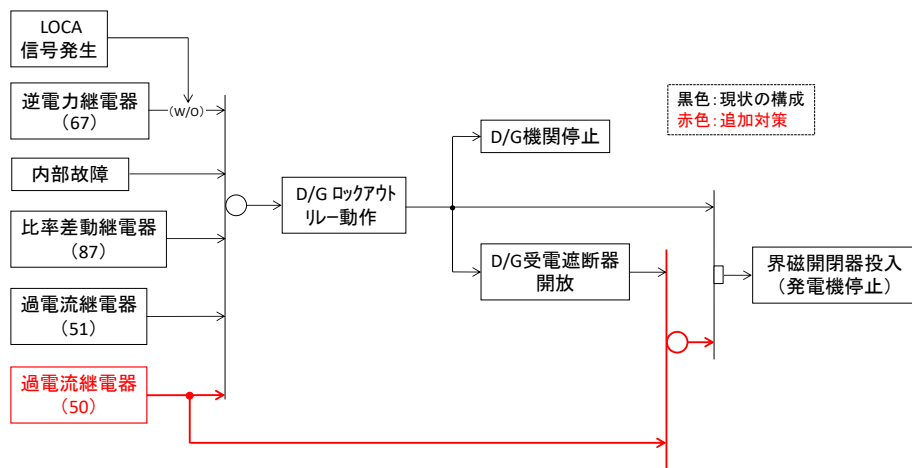 LOCA
信号発生
逆電力継電器
（67）
(W/O)
内部故障
比率差動継電器
（87）
過電流継電器
（51）
過電流継電器
（50）
D/G ロックアウト
リレー動作
D/G機関停止
D/G受電遮断器
開放
黒色：現状の構成
赤色：追加対策
界磁開閉器投入
（発電機停止）